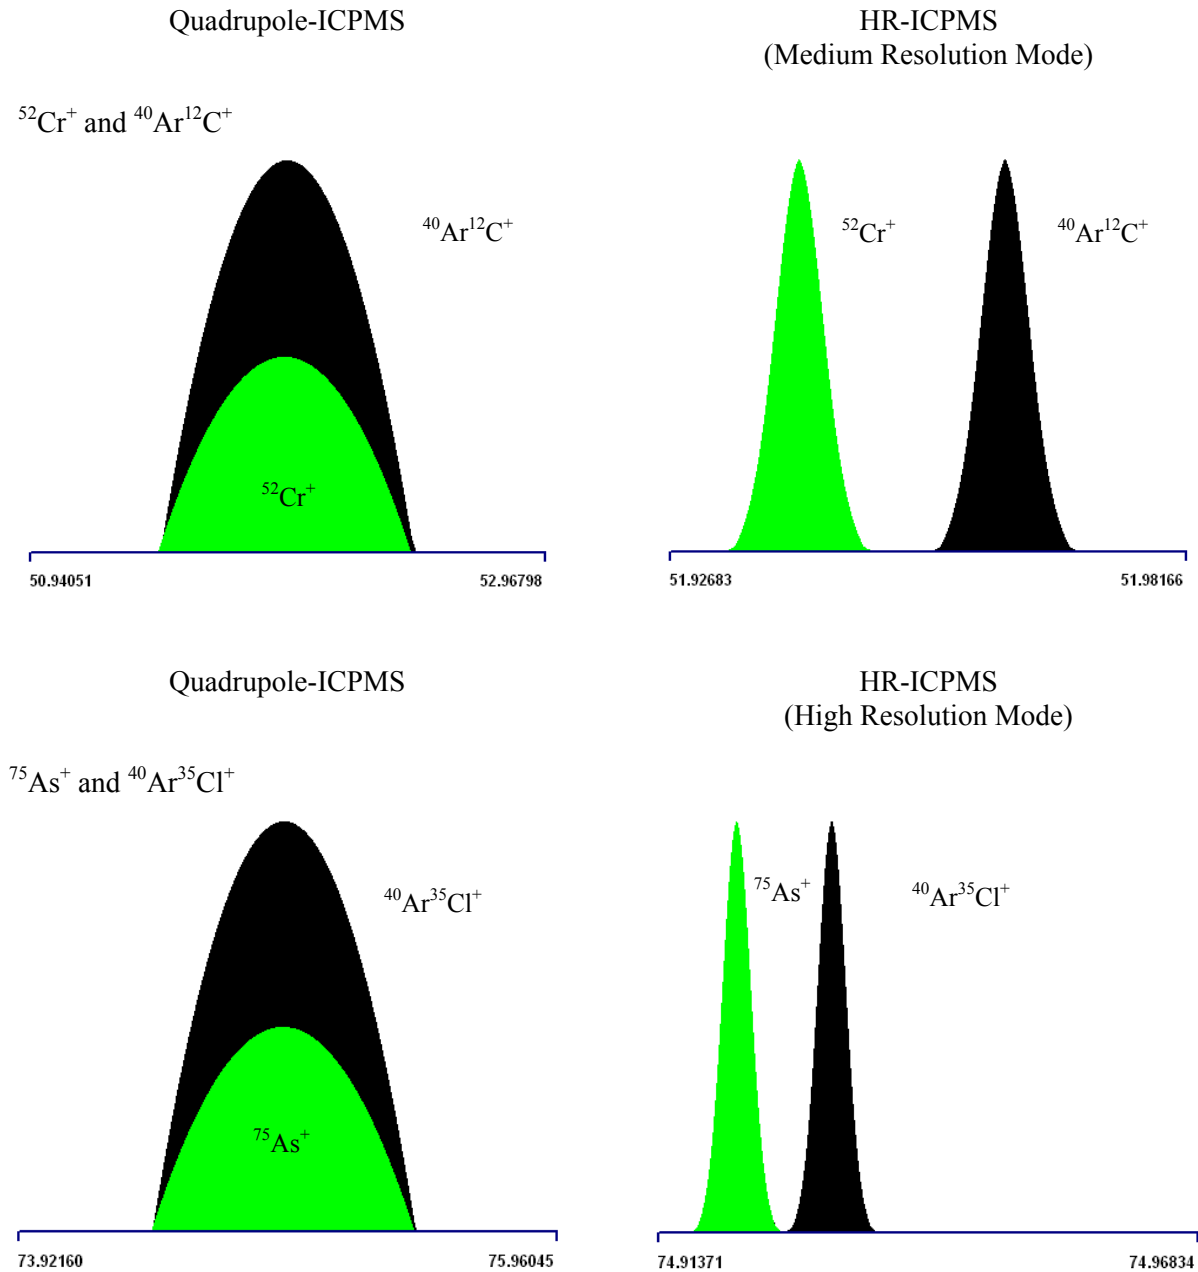 Quadrupole-ICPMS
HR-ICPMS
(Medium Resolution Mode)
⁵²Cr⁺ and ⁴⁰Ar¹²C⁺
⁴⁰Ar¹²C⁺
⁵²Cr⁺
50.94051
52.96798
⁵²Cr⁺
⁴⁰Ar¹²C⁺
51.92683
51.98166
Quadrupole-ICPMS
HR-ICPMS
(High Resolution Mode)
⁷⁵As⁺ and ⁴⁰Ar³⁵Cl⁺
⁴⁰Ar³⁵Cl⁺
⁷⁵As⁺
73.92160
75.96045
⁷⁵As⁺
⁴⁰Ar³⁵Cl⁺
74.91371
74.96834